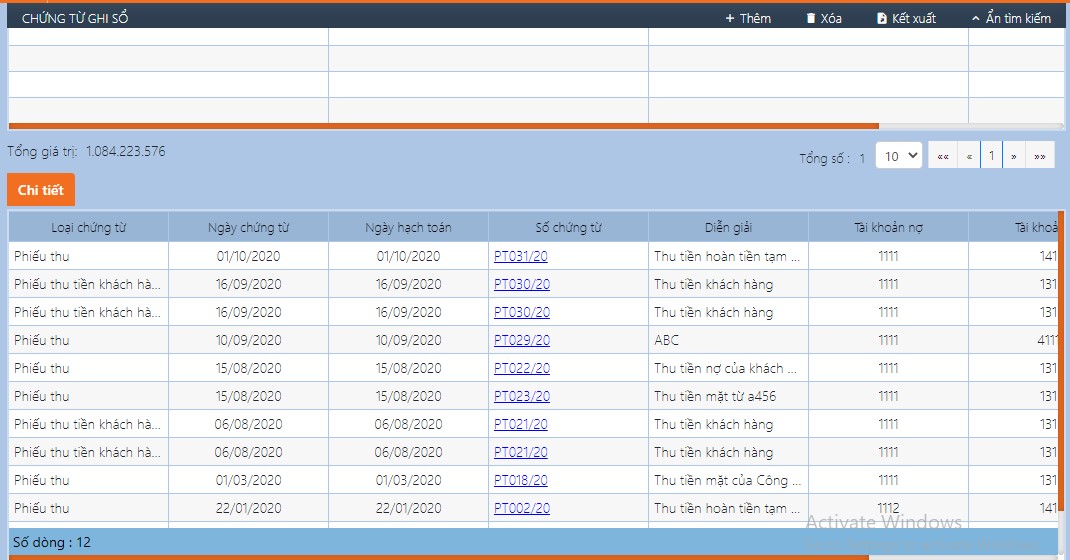 CHỨNG TỪ GHI SỔ + Thêm Xóa Kết xuất Ẩn tìm kiếm
Tổng giá trị: 1.084.223.576 Tổng số : 1 10 «« « 1 » »»
Chi tiết
Loại chứng từ Ngày chứng từ Ngày hạch toán Số chứng từ Diễn giải Tài khoản nợ Tài khoả
Phiếu thu 01/10/2020 01/10/2020 PT031/20 Thu tiền hoàn tiền tạm ... 1111 141
Phiếu thu tiền khách hà... 16/09/2020 16/09/2020 PT030/20 Thu tiền khách hàng 1111 131
Phiếu thu tiền khách hà... 16/09/2020 16/09/2020 PT030/20 Thu tiền khách hàng 1111 131
Phiếu thu 10/09/2020 10/09/2020 PT029/20 ABC 1111 4111
Phiếu thu 15/08/2020 15/08/2020 PT022/20 Thu tiền nợ của khách ... 1111 131
Phiếu thu 15/08/2020 15/08/2020 PT023/20 Thu tiền mặt từ a456 1111 131
Phiếu thu tiền khách hà... 06/08/2020 06/08/2020 PT021/20 Thu tiền khách hàng 1111 131
Phiếu thu tiền khách hà... 06/08/2020 06/08/2020 PT021/20 Thu tiền khách hàng 1111 131
Phiếu thu 01/03/2020 01/03/2020 PT018/20 Thu tiền mặt của Công ... 1111 131
Phiếu thu 22/01/2020 22/01/2020 PT002/20 Thu tiền hoàn tiền tạm ... 1112 141
Activate Windows
Số dòng : 12